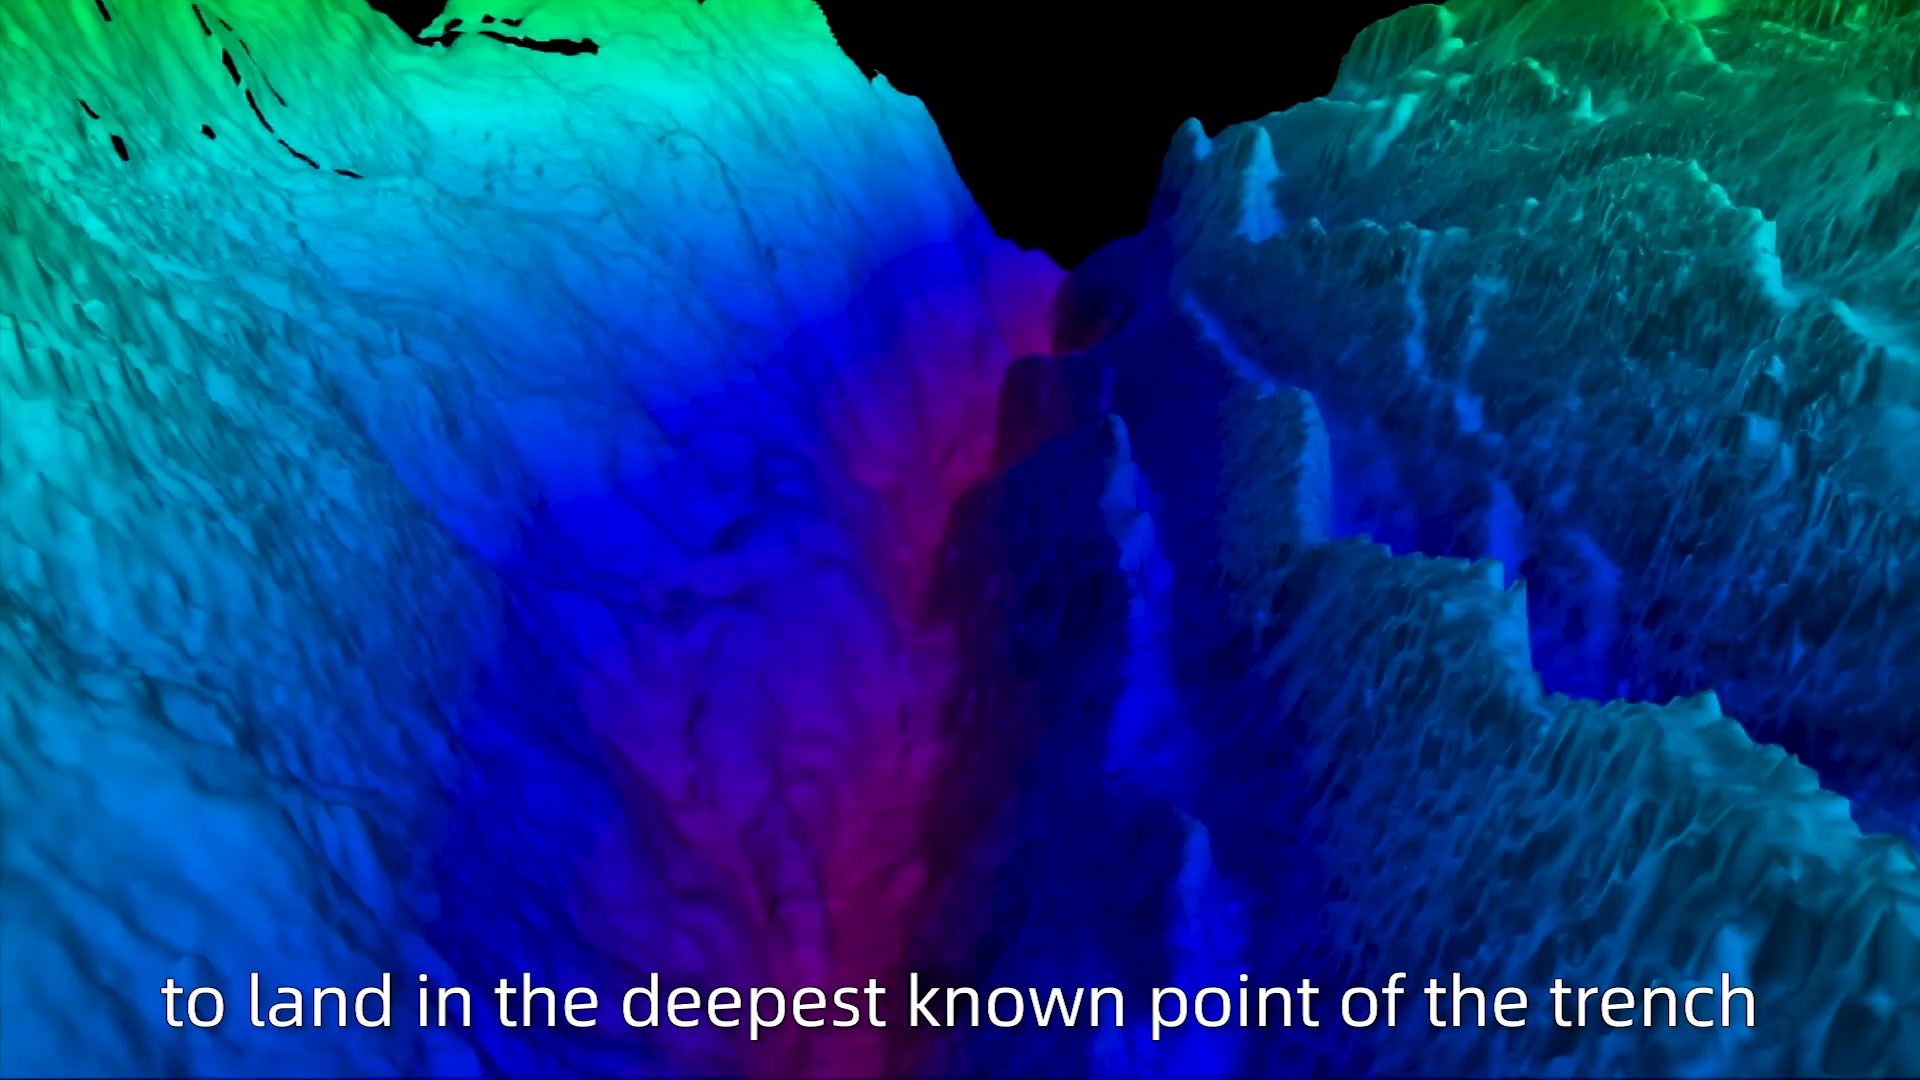 to land in the deepest known point of the trench